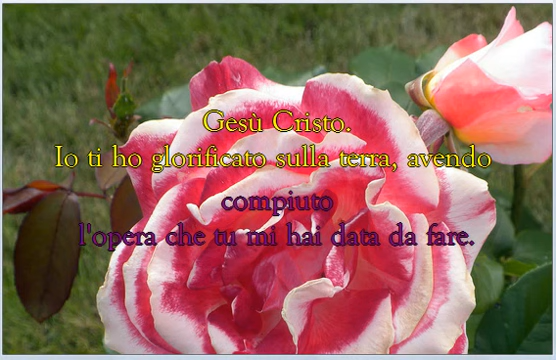 Gesù Cristo.
Io ti ho glorificato sulla terra, avendo
compiuto
l'opera che tu mi hai data da fare.